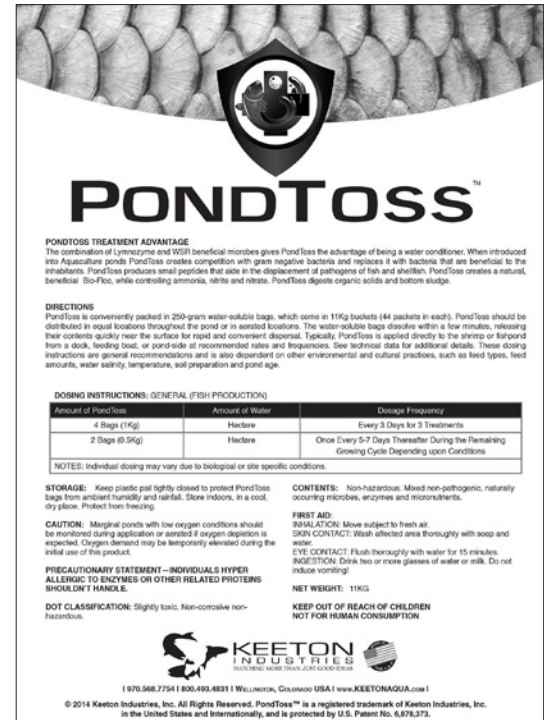 PONDTOSS™
PONDTOSS TREATMENT ADVANTAGE
The combination of Lymnozyme and WSR beneficial microbes gives PondToss the advantage of being a water conditioner. When introduced
into Aquaculture ponds PondToss creates competition with gram negative bacteria and replaces it with bacteria that are beneficial to the
inhabitants. PondToss produces small peptides that aide in the displacement of pathogens of fish and shellfish. PondToss creates a natural,
beneficial Bio-Floc, while controlling ammonia, nitrite and nitrate. PondToss digests organic solids and bottom sludge.
DIRECTIONS
PondToss is conveniently packed in 250-gram water-soluble bags, which come in 11Kg buckets (44 packets in each). PondToss should be
distributed in equal locations throughout the pond or in aerated locations. The water-soluble bags dissolve within a few minutes, releasing
their contents quickly near the surface for rapid and convenient dispersal. Typically, PondToss is applied directly to the shrimp or fishpond
from a dock, feeding boat, or pond-side at recommended rates and frequencies. See technical data for additional details. These dosing
instructions are general recommendations and is also dependent on other environmental and cultural practices, such as feed types, feed
amounts, water salinity, temperature, soil preparation and pond age.
DOSING INSTRUCTIONS: GENERAL (FISH PRODUCTION)
Amount of PondToss Amount of Water Dosage Frequency
4 Bags (1Kg) Hectare Every 3 Days for 3 Treatments
2 Bags (0.5Kg) Hectare Once Every 5-7 Days Thereafter During the Remaining
Growing Cycle Depending upon Conditions
NOTES: Individual dosing may vary due to biological or site specific conditions.
STORAGE: Keep plastic pail tightly closed to protect PondToss
bags from ambient humidity and rainfall. Store indoors, in a cool,
dry place. Protect from freezing.
CAUTION: Marginal ponds with low oxygen conditions should
be monitored during application or aerated if oxygen depletion is
expected. Oxygen demand may be temporarily elevated during the
initial use of this product.
PRECAUTIONARY STATEMENT—INDIVIDUALS HYPER
ALLERGIC TO ENZYMES OR OTHER RELATED PROTEINS
SHOULDN'T HANDLE.
DOT CLASSIFICATION: Slightly toxic. Non-corrosive non-
hazardous.
CONTENTS: Non-hazardous. Mixed non-pathogenic, naturally
occurring microbes, enzymes and micronutrients.
FIRST AID:
INHALATION: Move subject to fresh air.
SKIN CONTACT: Wash affected area thoroughly with soap and
water.
EYE CONTACT: Flush thoroughly with water for 15 minutes.
INGESTION: Drink two or more glasses of water or milk. Do not
induce vomiting!
NET WEIGHT: 11KG
KEEP OUT OF REACH OF CHILDREN
NOT FOR HUMAN CONSUMPTION
KEETON
INDUSTRIES
HATCHING MORE THAN JUST GOOD IDEAS
| 970.568.7754 | 800.493.4831 | WELLINGTON, COLORADO USA | www.KEETONAQUA.COM |
© 2014 Keeton Industries, Inc. All Rights Reserved. PondToss™ is a registered trademark of Keeton Industries, Inc.
in the United States and Internationally, and is protected by U.S. Patent No. 6,878,373.